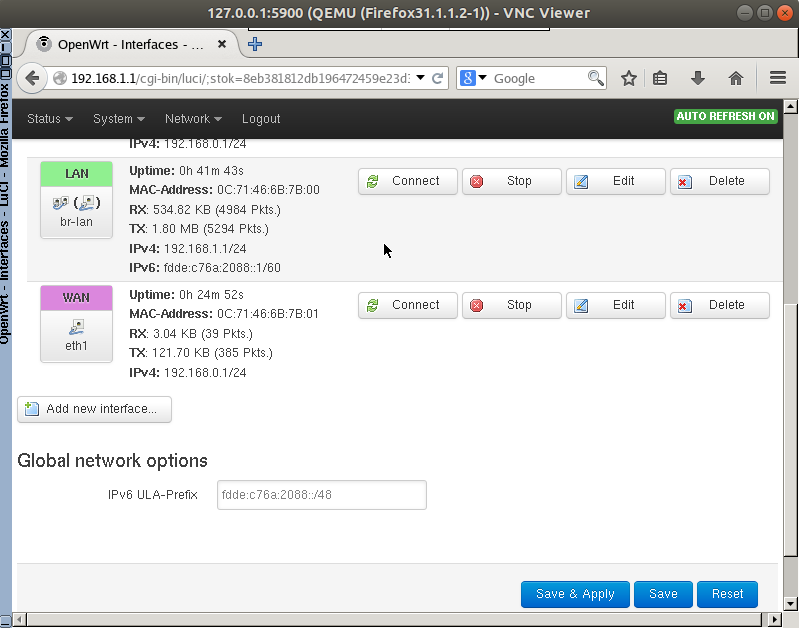 127.0.0.1:5900 (QEMU (Firefox31.1.1.2-1)) - VNC Viewer
OpenWrt - Interfaces - LuCI - Mozilla Firefox
OpenWrt - Interfaces - ...
192.168.1.1/cgi-bin/luci/;stok=8eb381812db196472459e23d
Google
Status
System
Network
Logout
AUTO REFRESH ON
IPv4: 192.168.0.1/24
LAN
br-lan
Uptime: 0h 41m 43s
MAC-Address: 0C:71:46:6B:7B:00
RX: 534.82 KB (4984 Pkts.)
TX: 1.80 MB (5294 Pkts.)
IPv4: 192.168.1.1/24
IPv6: fdde:c76a:2088::1/60
Connect
Stop
Edit
Delete
WAN
eth1
Uptime: 0h 24m 52s
MAC-Address: 0C:71:46:6B:7B:01
RX: 3.04 KB (39 Pkts.)
TX: 121.70 KB (385 Pkts.)
IPv4: 192.168.0.1/24
Connect
Stop
Edit
Delete
Add new interface...
Global network options
IPv6 ULA-Prefix
fdde:c76a:2088::/48
Save & Apply
Save
Reset